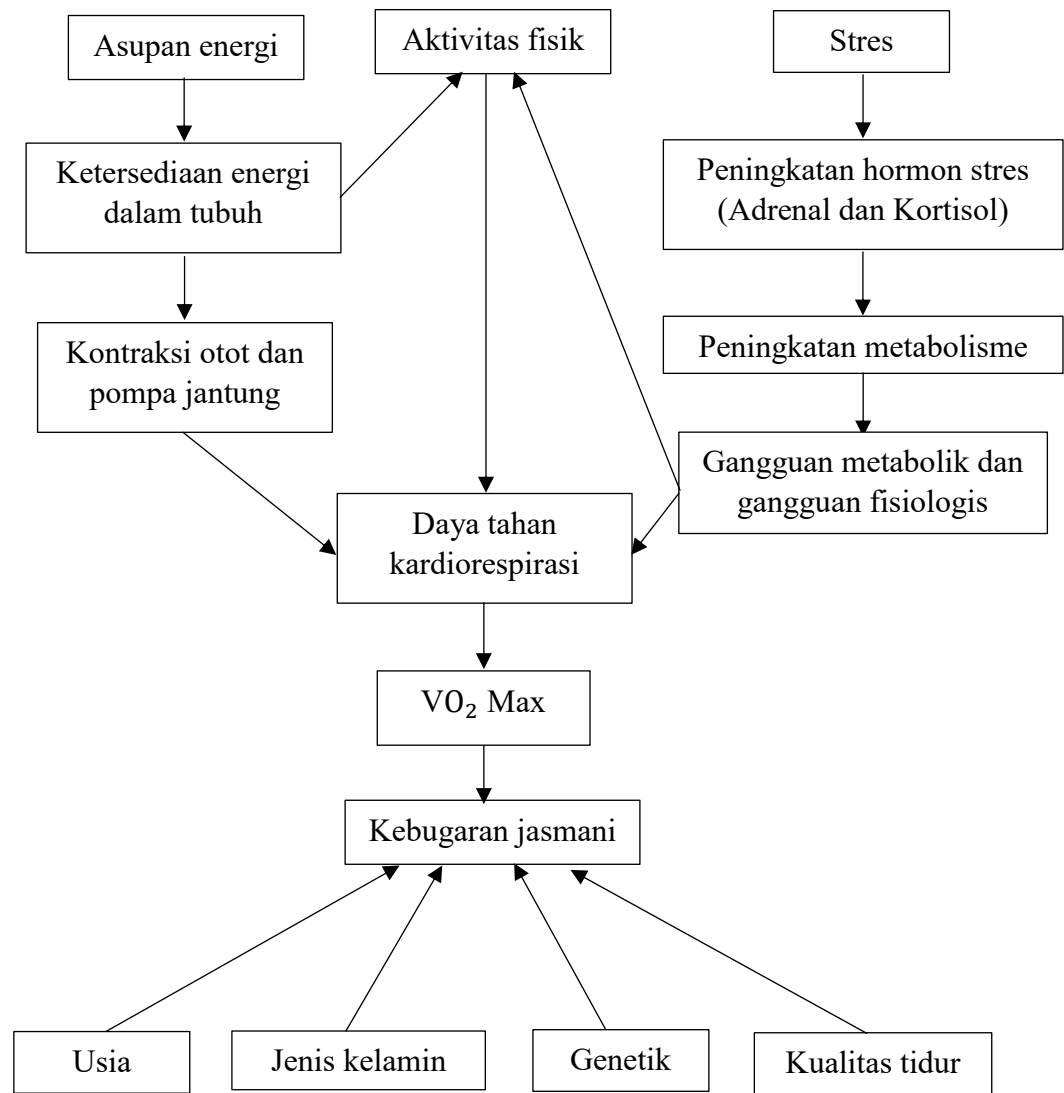 Asupan energi
Aktivitas fisik
Stres
Ketersediaan energi
dalam tubuh
Peningkatan hormon stres
(Adrenal dan Kortisol)
Kontraksi otot dan
pompa jantung
Peningkatan metabolisme
Gangguan metabolik dan
gangguan fisiologis
Daya tahan
kardiorespirasi
V0₂ Max
Kebugaran jasmani
Usia
Jenis kelamin
Genetik
Kualitas tidur